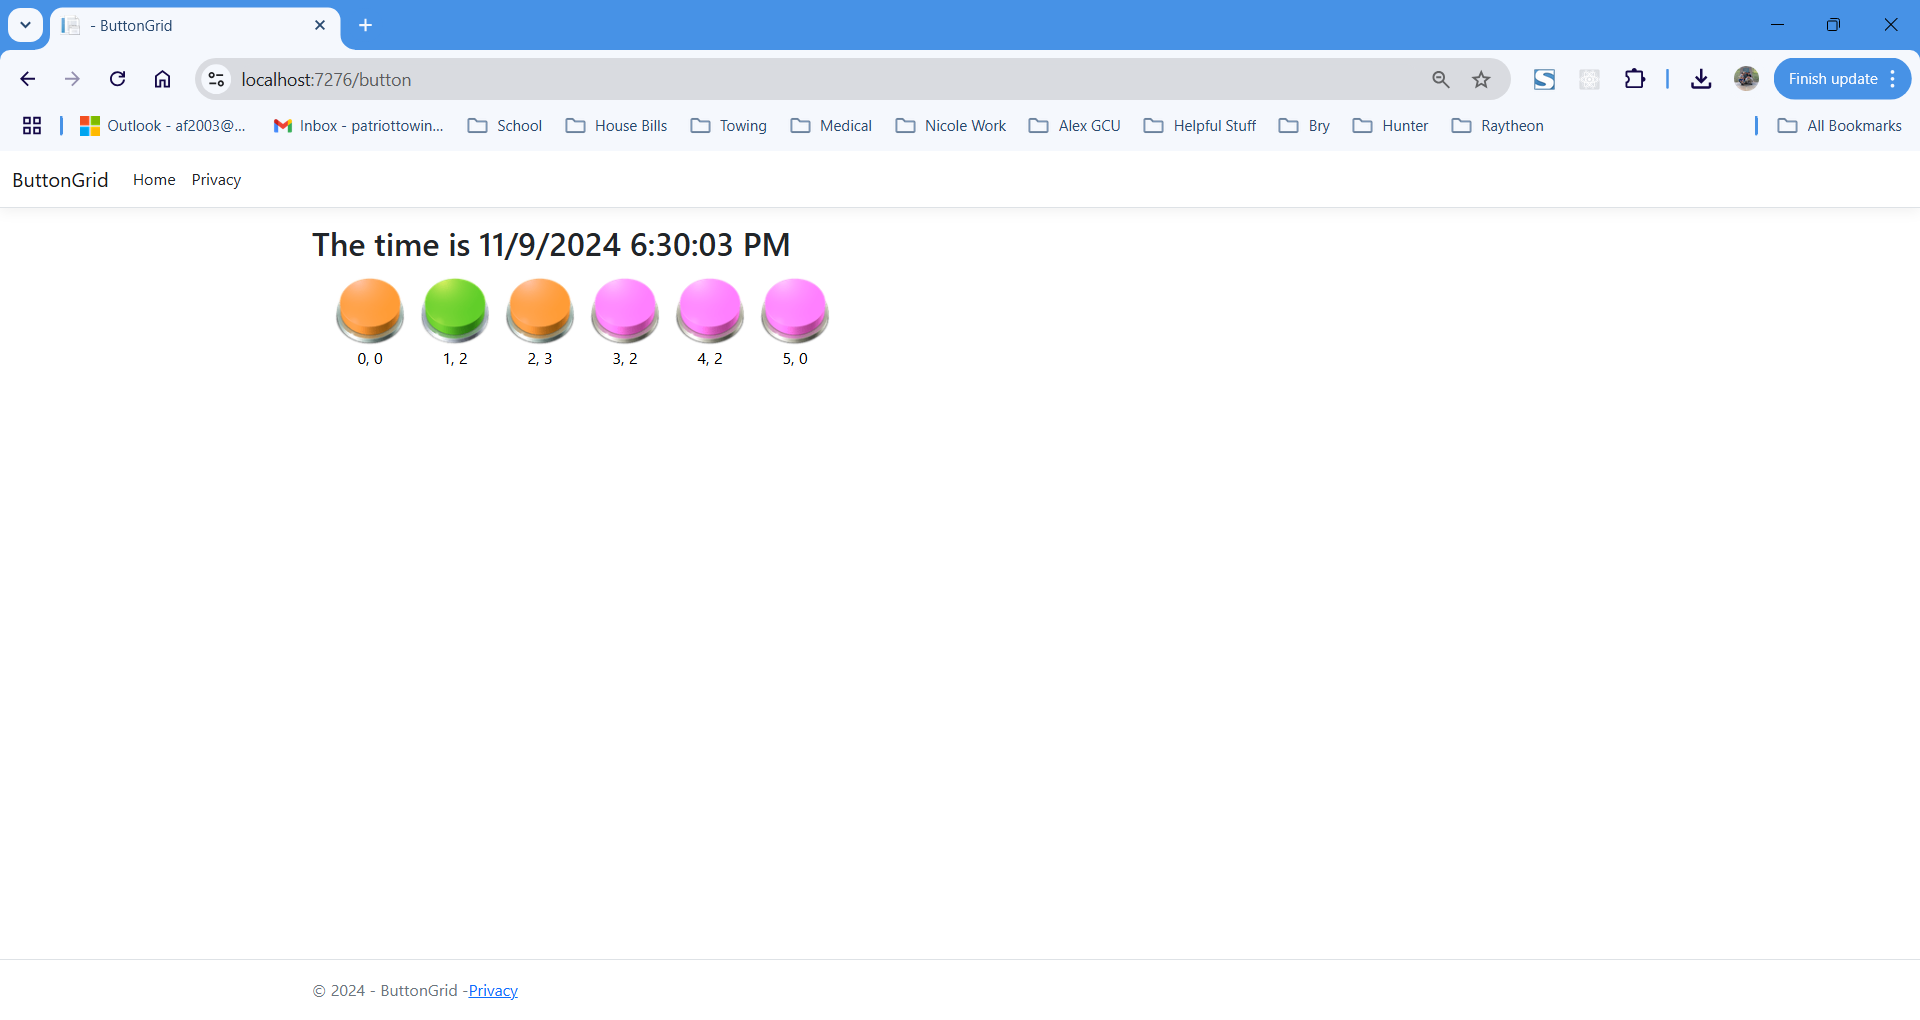 - ButtonGrid
localhost:7276/button
Finish update
Outlook - af2003@... Inbox - patriottowin... School House Bills Towing Medical Nicole Work Alex GCU Helpful Stuff Bry Hunter Raytheon All Bookmarks
ButtonGrid Home Privacy
The time is 11/9/2024 6:30:03 PM
0, 0 1, 2 2, 3 3, 2 4, 2 5, 0
© 2024 - ButtonGrid -Privacy